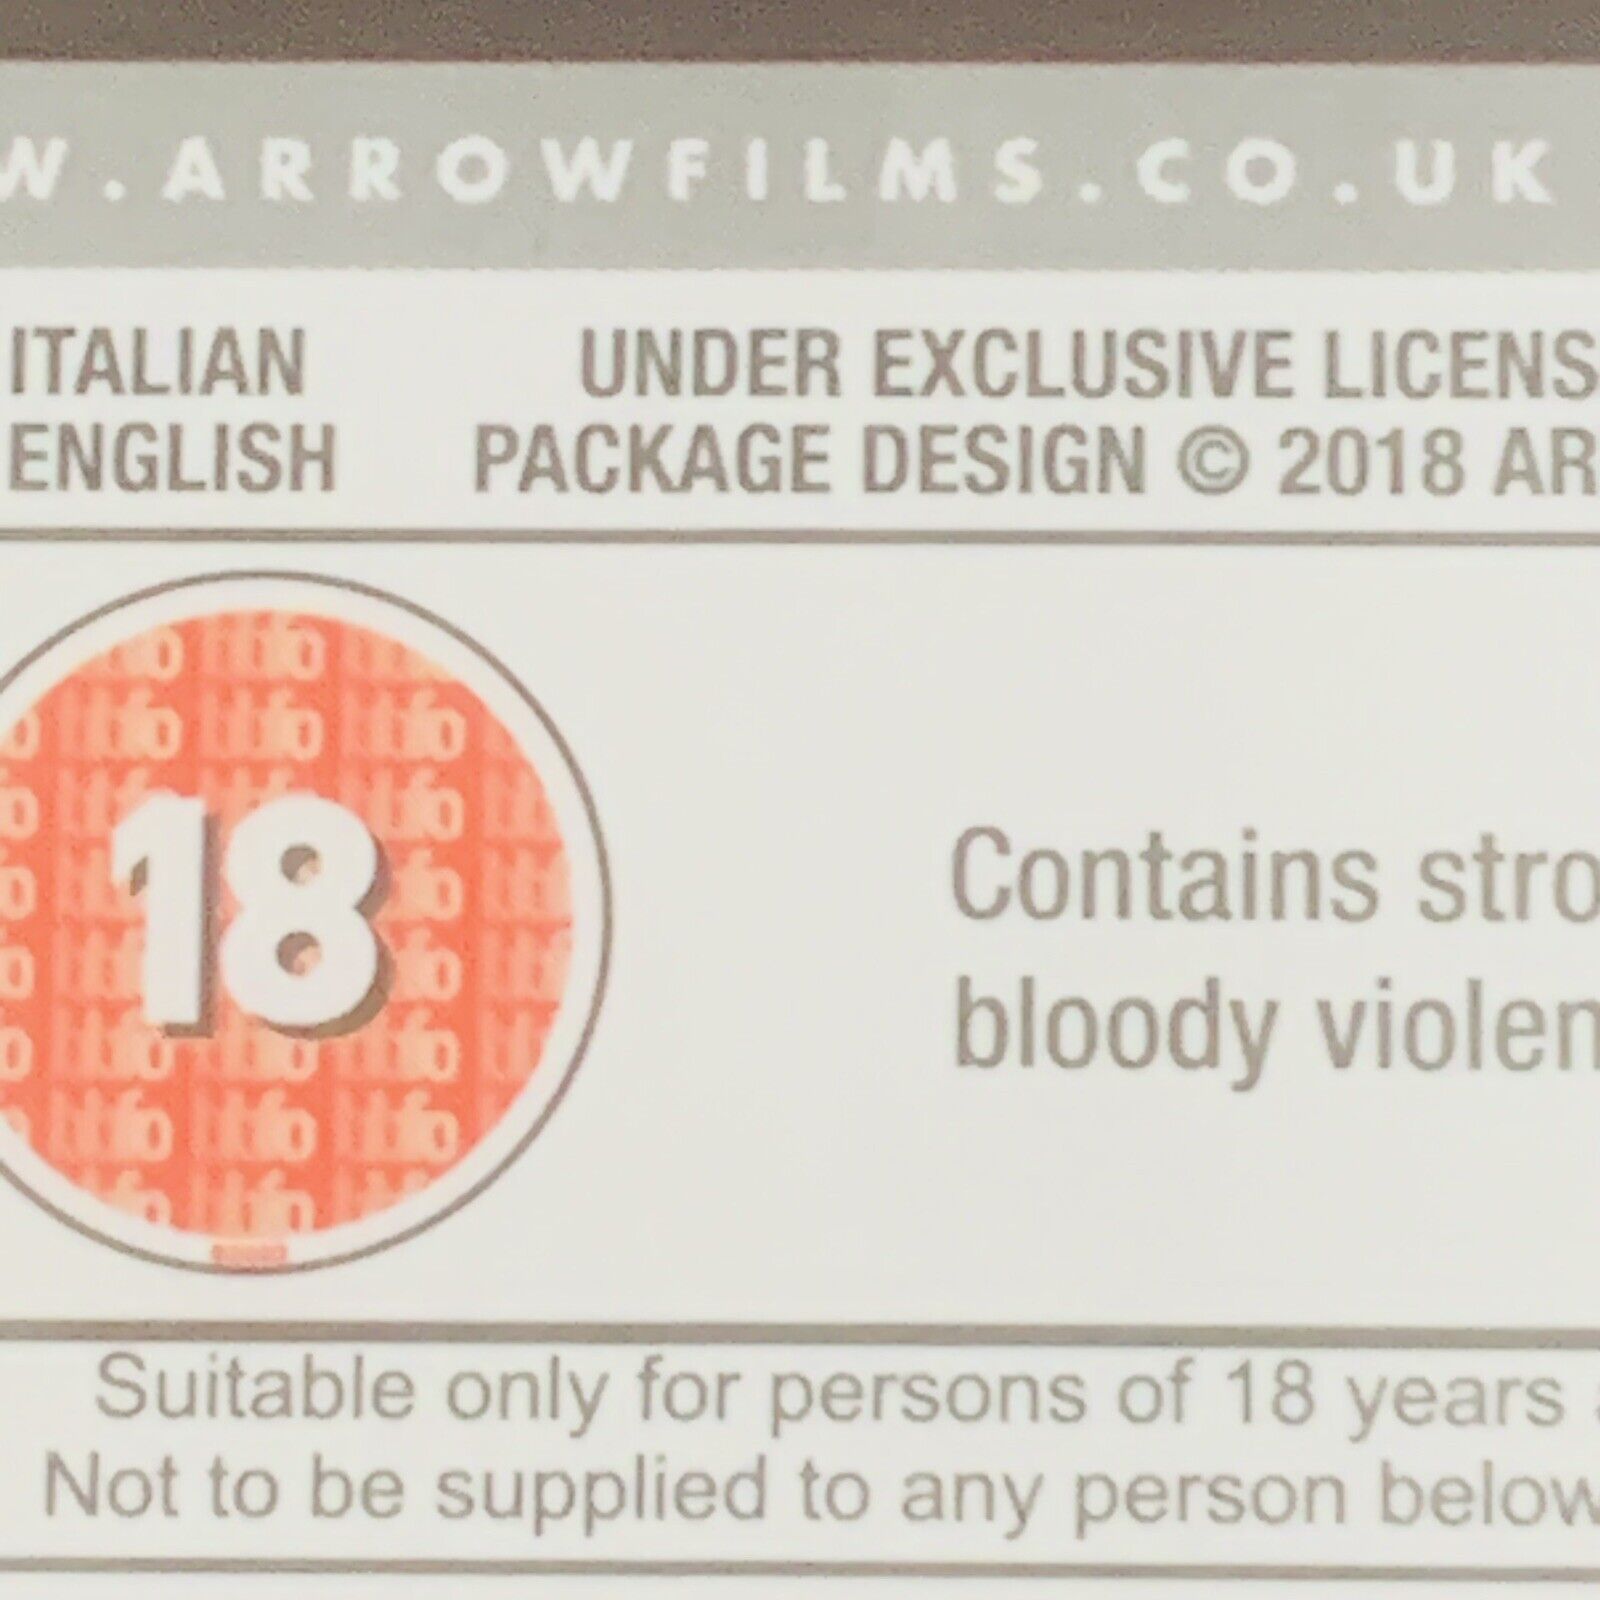 W.ARROWFILMS.CO.UK
ITALIAN UNDER EXCLUSIVE LICENS
ENGLISH PACKAGE DESIGN © 2018 AR
18
Contains stro
bloody violen
Suitable only for persons of 18 years
Not to be supplied to any person below